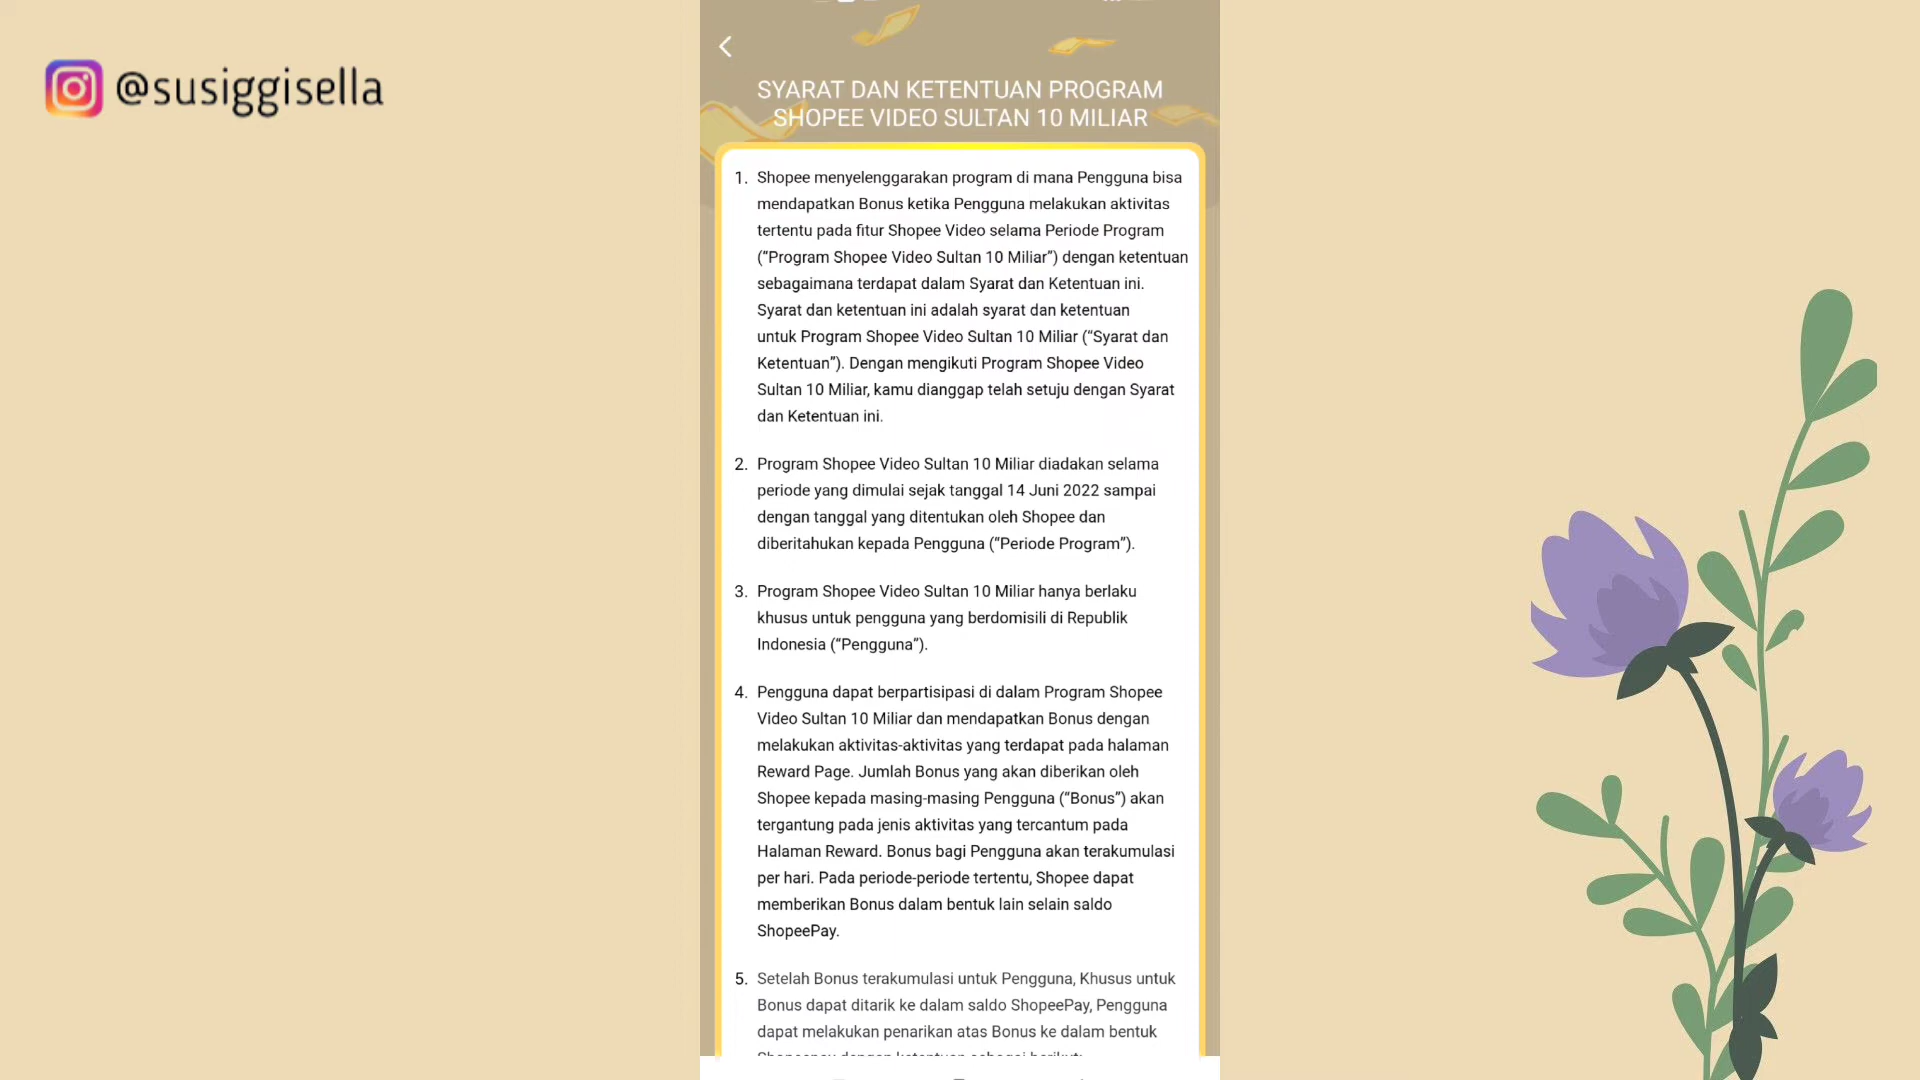 @susiggisella
SYARAT DAN KETENTUAN PROGRAM
SHOPEE VIDEO SULTAN 10 MILIAR
1. Shopee menyelenggarakan program di mana Pengguna bisa
mendapatkan Bonus ketika Pengguna melakukan aktivitas
tertentu pada fitur Shopee Video selama Periode Program
(“Program Shopee Video Sultan 10 Miliar”) dengan ketentuan
sebagaimana terdapat dalam Syarat dan Ketentuan ini.
Syarat dan ketentuan ini adalah syarat dan ketentuan
untuk Program Shopee Video Sultan 10 Miliar (“Syarat dan
Ketentuan”). Dengan mengikuti Program Shopee Video
Sultan 10 Miliar, kamu dianggap telah setuju dengan Syarat
dan Ketentuan ini.
2. Program Shopee Video Sultan 10 Miliar diadakan selama
periode yang dimulai sejak tanggal 14 Juni 2022 sampai
dengan tanggal yang ditentukan oleh Shopee dan
diberitahukan kepada Pengguna (“Periode Program”).
3. Program Shopee Video Sultan 10 Miliar hanya berlaku
khusus untuk pengguna yang berdomisili di Republik
Indonesia (“Pengguna”).
4. Pengguna dapat berpartisipasi di dalam Program Shopee
Video Sultan 10 Miliar dan mendapatkan Bonus dengan
melakukan aktivitas-aktivitas yang terdapat pada halaman
Reward Page. Jumlah Bonus yang akan diberikan oleh
Shopee kepada masing-masing Pengguna (“Bonus”) akan
tergantung pada jenis aktivitas yang tercantum pada
Halaman Reward. Bonus bagi Pengguna akan terakumulasi
per hari. Pada periode-periode tertentu, Shopee dapat
memberikan Bonus dalam bentuk lain selain saldo
ShopeePay.
5. Setelah Bonus terakumulasi untuk Pengguna, Khusus untuk
Bonus dapat ditarik ke dalam saldo ShopeePay, Pengguna
dapat melakukan penarikan atas Bonus ke dalam bentuk